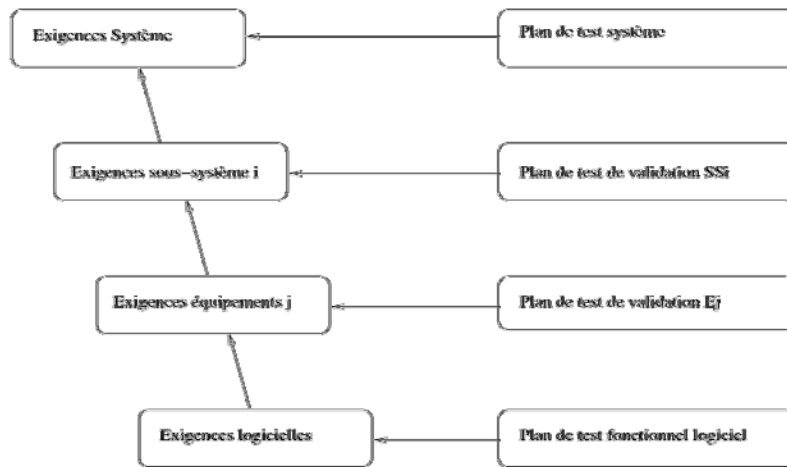 Exigences Système
Plan de test système
Exigences sous-système i
Plan de test de validation SSi
Exigences équipements j
Plan de test de validation Ej
Exigences logicielles
Plan de test fonctionnel logiciel